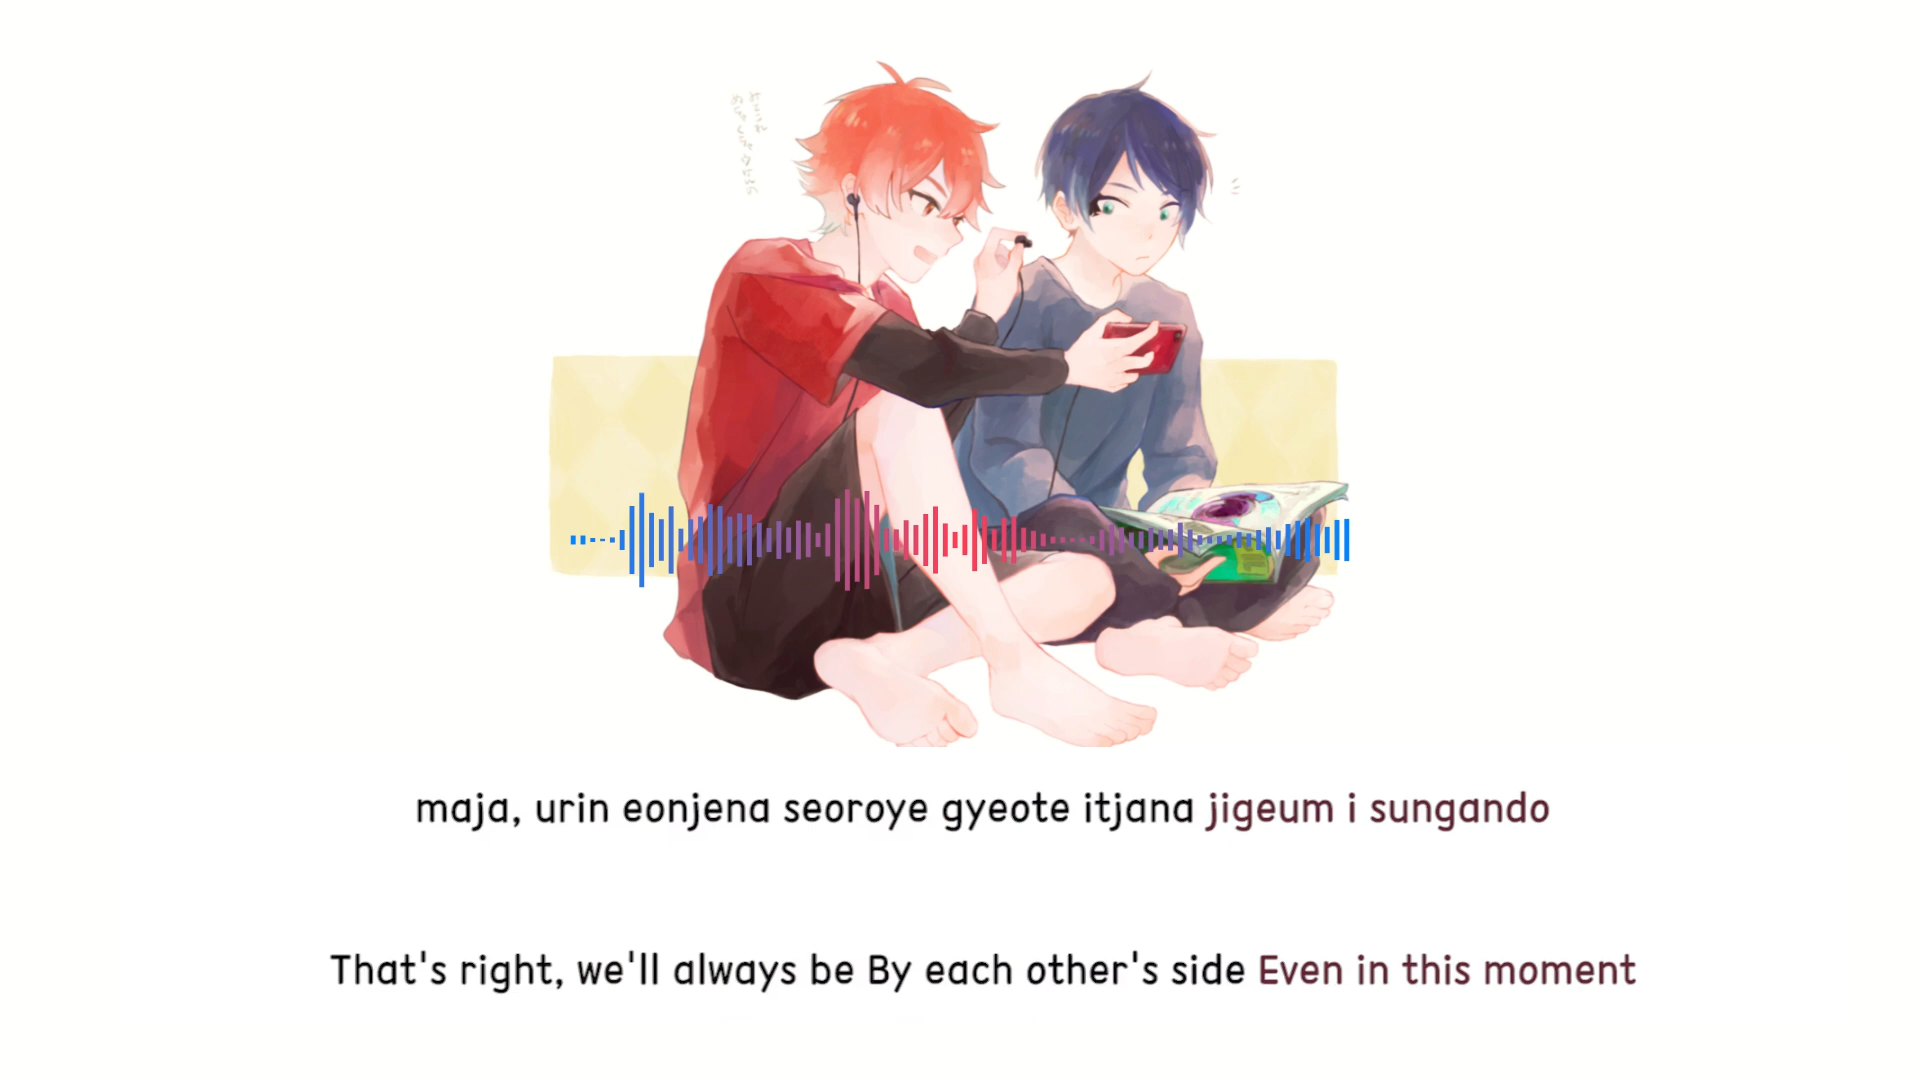 maja, urin eonjena seoroye gyeote itjana jigeum i sungando
That's right, we'll always be By each other's side Even in this moment